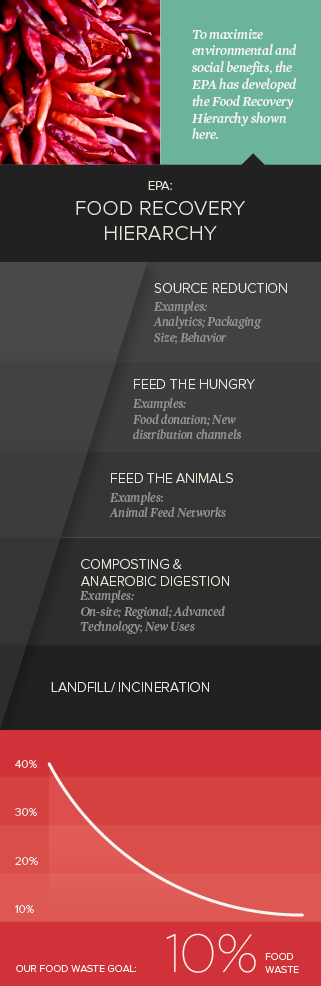 To maximize
environmental and
social benefits, the
EPA has developed
the Food Recovery
Hierarchy shown
here.
EPA:
FOOD RECOVERY
HIERARCHY
SOURCE REDUCTION
Examples:
Analytics; Packaging
Size; Behavior
FEED THE HUNGRY
Examples:
Food donation; New
distribution channels
FEED THE ANIMALS
Examples:
Animal Feed Networks
COMPOSTING &
ANAEROBIC DIGESTION
Examples:
On-site; Regional; Advanced
Technology; New Uses
LANDFILL/ INCINERATION
40%
30%
20%
10%
OUR FOOD WASTE GOAL:
10%
FOOD
WASTE